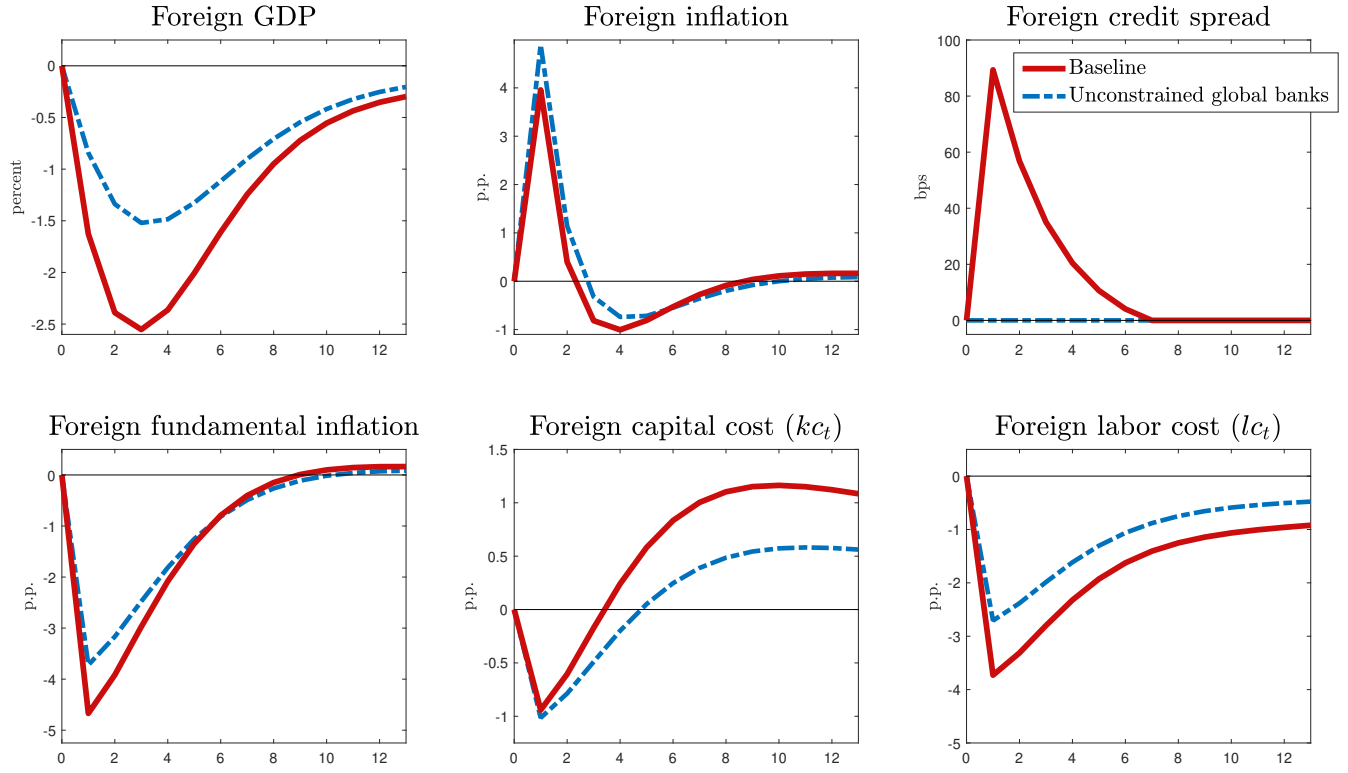 Foreign GDP
0
-0.5
-1
-1.5
-2
-2.5
percent
0 2 4 6 8 10 12
Foreign inflation
4
3
2
1
0
-1
p.p.
0 2 4 6 8 10 12
Foreign credit spread
100
80
60
40
20
0
bps
0 2 4 6 8 10 12
Baseline
Unconstrained global banks
Foreign fundamental inflation
0
-1
-2
-3
-4
-5
p.p.
0 2 4 6 8 10 12
Foreign capital cost (kc_t)
1.5
1
0.5
0
-0.5
-1
p.p.
0 2 4 6 8 10 12
Foreign labor cost (lc_t)
0
-1
-2
-3
-4
-5
p.p.
0 2 4 6 8 10 12